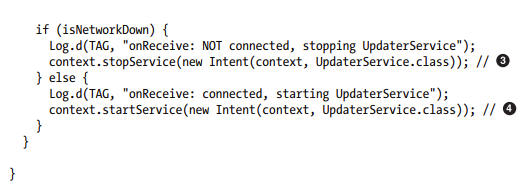 if (isNetworkDown) {
Log.d(TAG, "onReceive: NOT connected, stopping UpdaterService");
context.stopService(new Intent(context, UpdaterService.class)); // ❸
} else {
Log.d(TAG, "onReceive: connected, starting UpdaterService");
context.startService(new Intent(context, UpdaterService.class)); // ❹
}
}
}